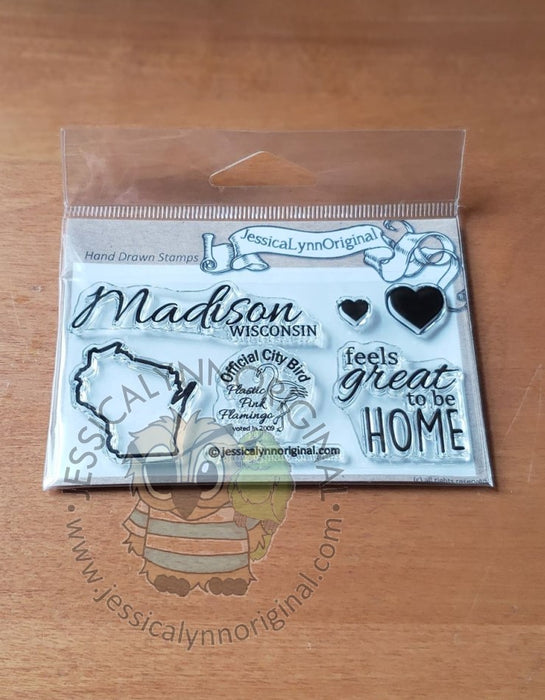 JessicaLynnOriginal
Hand Drawn Stamps
Madison
WISCONSIN
Official City Bird
Plastic
Pink
Flamingo
voted in 2009
feels
great
to be
HOME
©jessicalynnoriginal.com
(c) all rights reserved
JESSICALYNNORIGINAL
www.jessicalynnoriginal.com